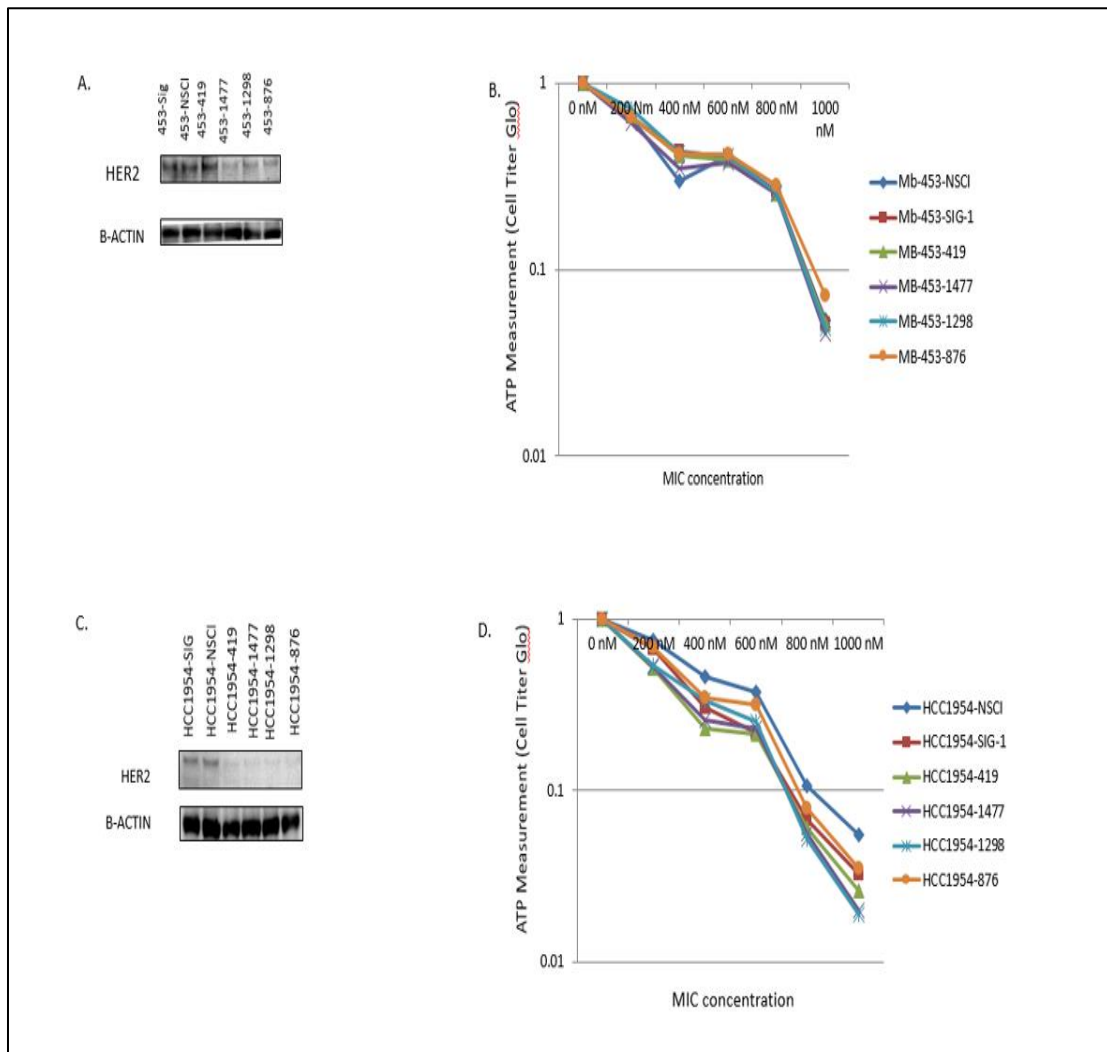 A.
453-Sig
453-NSCI
453-419
453-1477
453-1298
453-876
HER2
B-ACTIN
B.
ATP Measurement (Cell Titer Glo)
1
0.1
0.01
0 nM
200 Nm
400 nM
600 nM
800 nM
1000
nM
MIC concentration
Mb-453-NSCI
Mb-453-SIG-1
MB-453-419
MB-453-1477
MB-453-1298
MB-453-876
C.
HCC1954-SIG
HCC1954-NSCI
HCC1954-419
HCC1954-1477
HCC1954-1298
HCC1954-876
HER2
B-ACTIN
D.
ATP Measurement (Cell Titer Glo)
1
0.1
0.01
0 nM
200 nM
400 nM
600 nM
800 nM
1000 nM
MIC concentration
HCC1954-NSCI
HCC1954-SIG-1
HCC1954-419
HCC1954-1477
HCC1954-1298
HCC1954-876